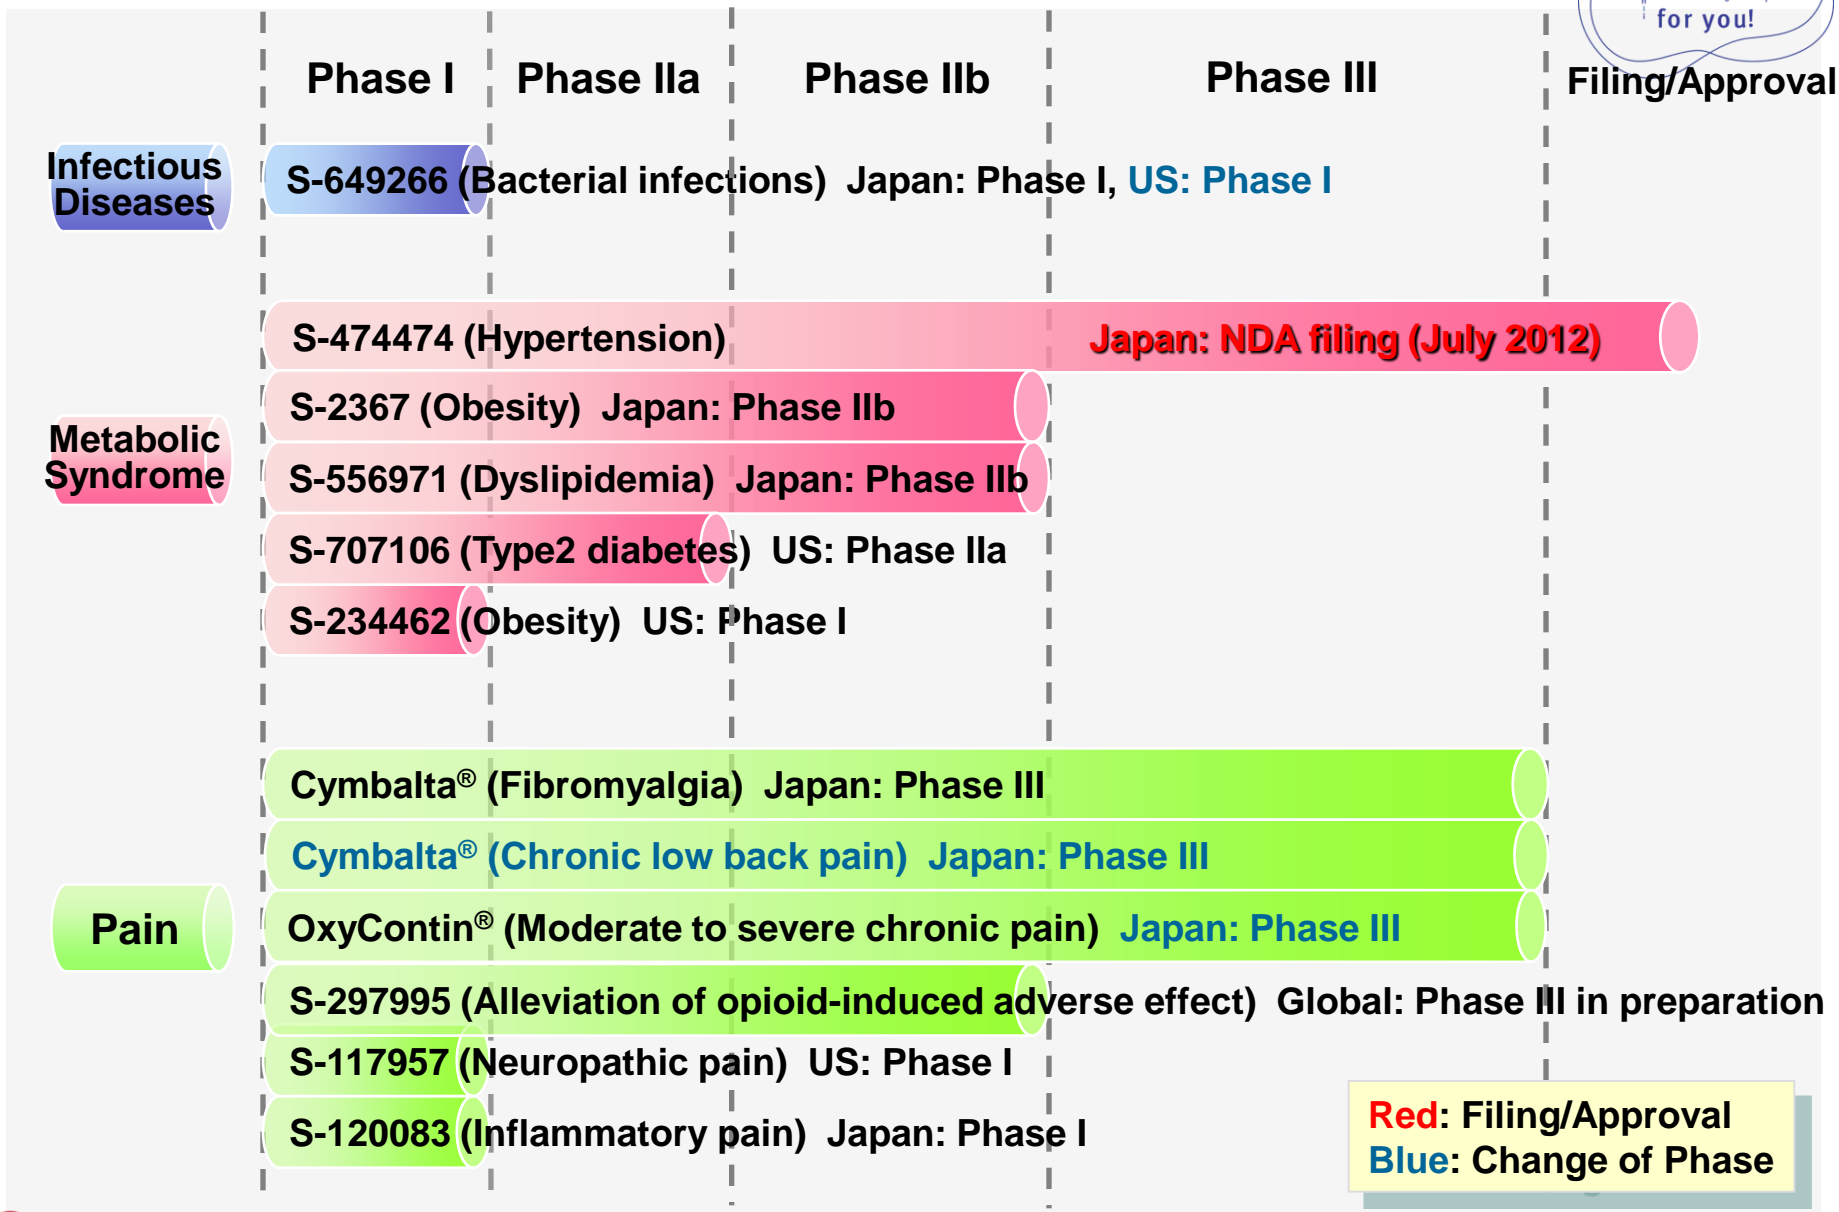 for you!
Phase I Phase IIa Phase IIb Phase III Filing/Approval
Infectious
Diseases
S-649266 (Bacterial infections) Japan: Phase I, US: Phase I
S-474474 (Hypertension) Japan: NDA filing (July 2012)
S-2367 (Obesity) Japan: Phase IIb
Metabolic
Syndrome
S-556971 (Dyslipidemia) Japan: Phase IIb
S-707106 (Type2 diabetes) US: Phase IIa
S-234462 (Obesity) US: Phase I
Cymbalta® (Fibromyalgia) Japan: Phase III
Cymbalta® (Chronic low back pain) Japan: Phase III
Pain
OxyContin® (Moderate to severe chronic pain) Japan: Phase III
S-297995 (Alleviation of opioid-induced adverse effect) Global: Phase III in preparation
S-117957 (Neuropathic pain) US: Phase I
S-120083 (Inflammatory pain) Japan: Phase I
Red: Filing/Approval
Blue: Change of Phase